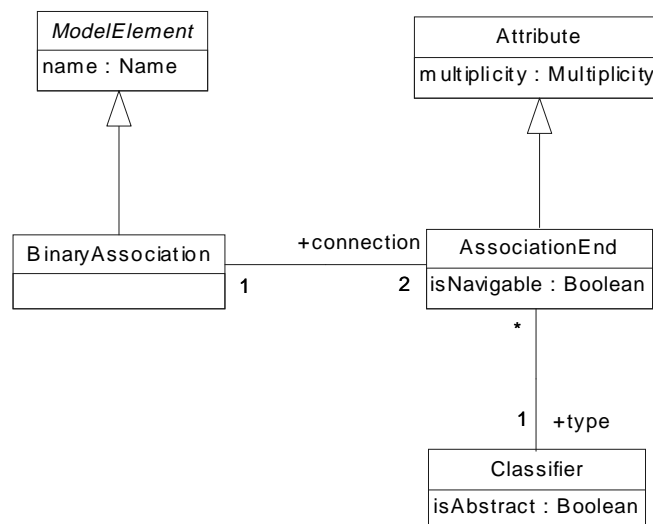 ModelElement
name : Name
Attribute
multiplicity : Multiplicity
BinaryAssociation
+connection
1
2
AssociationEnd
isNavigable : Boolean
*
1
+type
Classifier
isAbstract : Boolean